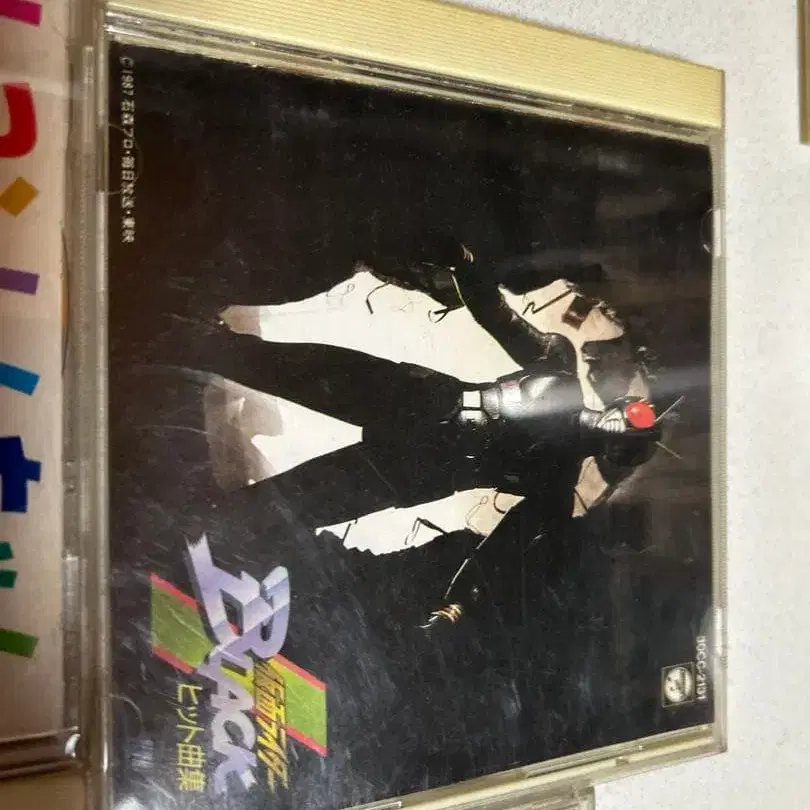 30CC-2131
© 1987 石森プロ・毎日放送・東映
仮面ライダー
BLACK
ヒット曲集